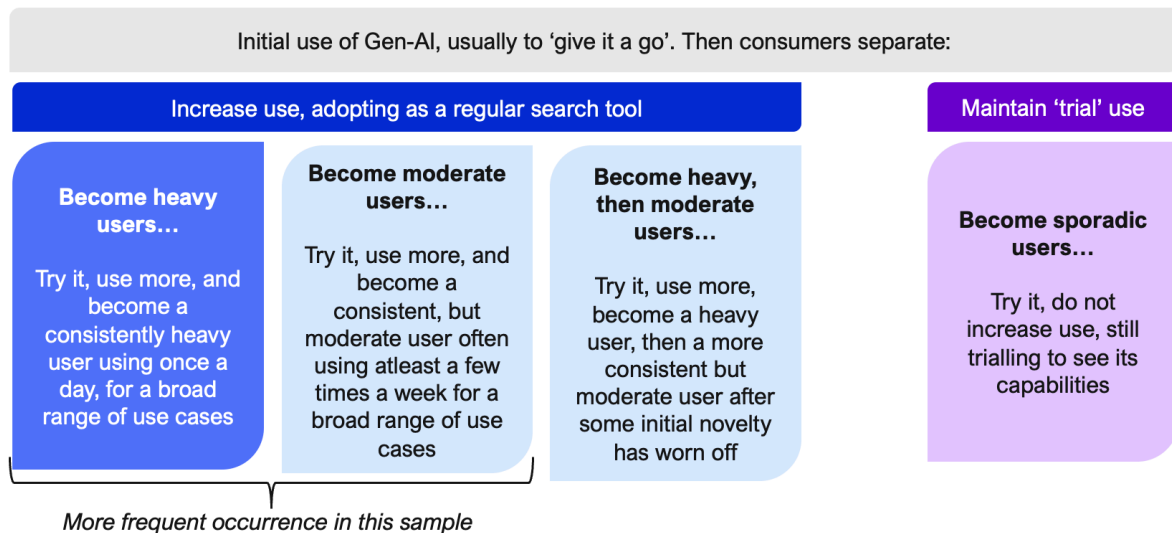 Initial use of Gen-AI, usually to ‘give it a go’. Then consumers separate:
Increase use, adopting as a regular search tool
Become heavy
users…
Try it, use more, and
become a
consistently heavy
user using once a
day, for a broad
range of use cases
Become moderate
users…
Try it, use more, and
become a
consistent, but
moderate user often
using atleast a few
times a week for a
broad range of use
cases
Become heavy,
then moderate
users…
Try it, use more,
become a heavy
user, then a more
consistent but
moderate user after
some initial novelty
has worn off
More frequent occurrence in this sample
Maintain ‘trial’ use
Become sporadic
users…
Try it, do not
increase use, still
trialling to see its
capabilities